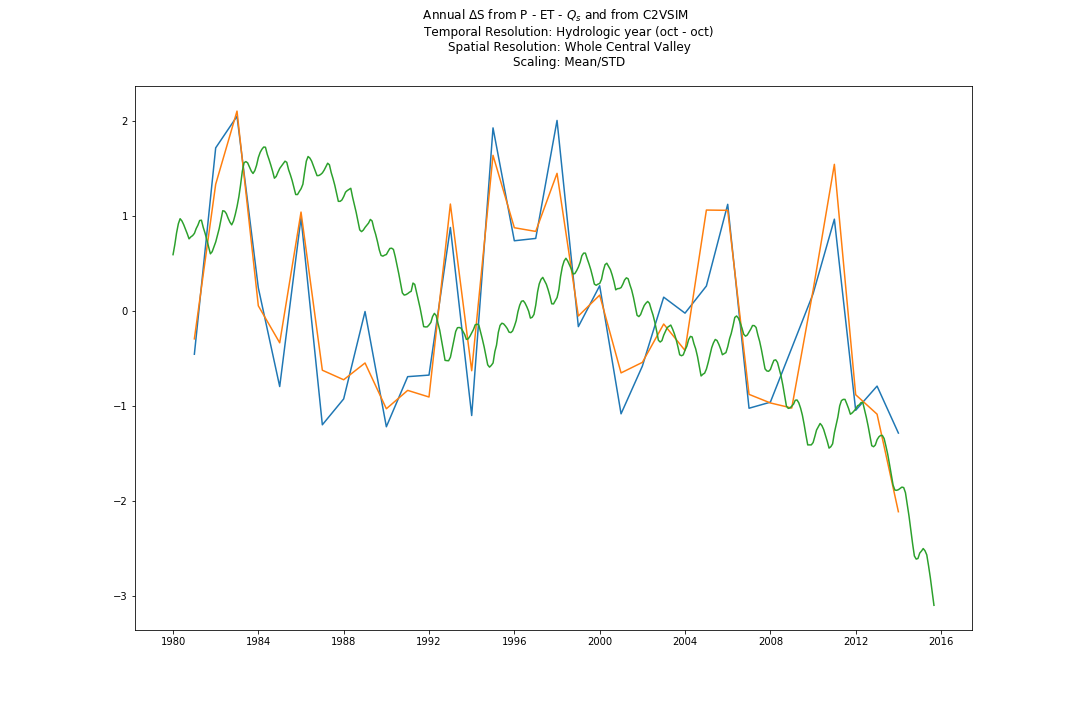 Annual ΔS from P - ET - Qs and from C2VSIM
Temporal Resolution: Hydrologic year (oct - oct)
Spatial Resolution: Whole Central Valley
Scaling: Mean/STD
2
1
0
−1
−2
−3
1980 1984 1988 1992 1996 2000 2004 2008 2012 2016